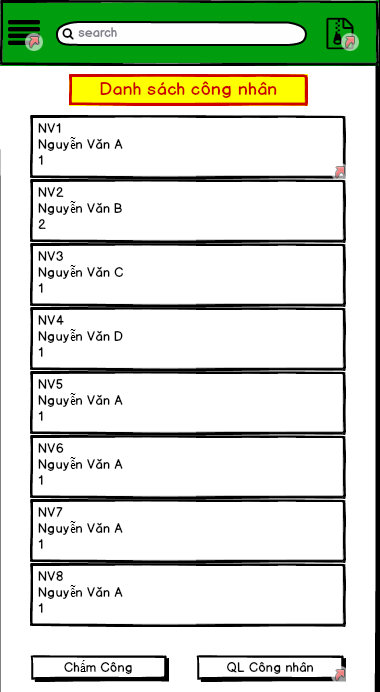 search
Danh sách công nhân
NV1
Nguyễn Văn A
1
NV2
Nguyễn Văn B
2
NV3
Nguyễn Văn C
1
NV4
Nguyễn Văn D
1
NV5
Nguyễn Văn A
1
NV6
Nguyễn Văn A
1
NV7
Nguyễn Văn A
1
NV8
Nguyễn Văn A
1
Chấm Công
QL Công nhân